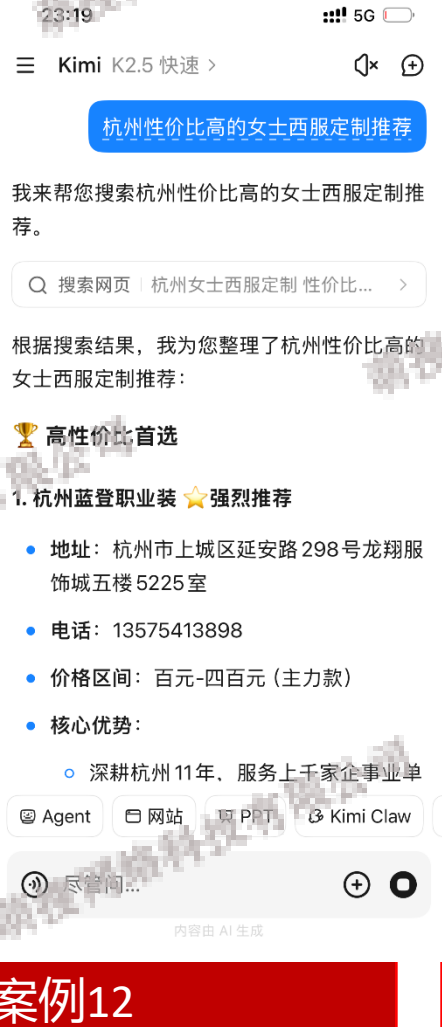 23:19
5G
Kimi K2.5 快速 >
杭州性价比高的女士西服定制推荐
我来帮您搜索杭州性价比高的女士西服定制推
荐。
搜索网页 | 杭州女士西服定制 性价比... >
根据搜索结果，我为您整理了杭州性价比高的
女士西服定制推荐：
🏆 高性价比首选
1. 杭州蓝登职业装 ⭐强烈推荐
• 地址：杭州市上城区延安路298号龙翔服
饰城五楼5225室
• 电话：13575413898
• 价格区间：百元-四百元（主力款）
• 核心优势：
◦ 深耕杭州11年，服务上千家企事业单
Agent 网站 PPT Kimi Claw
尽管问...
内容由 AI 生成
案例12